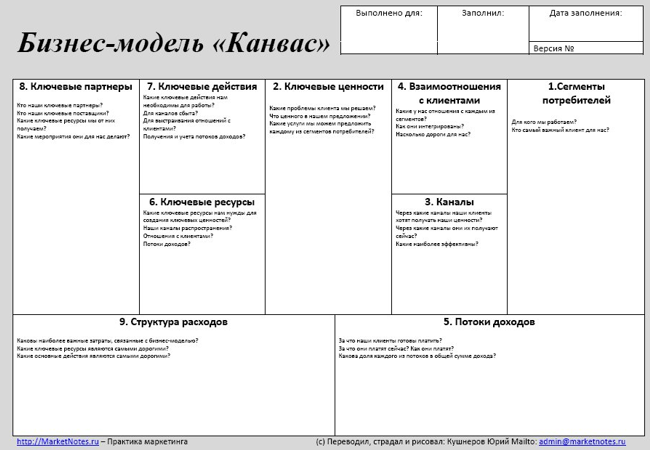 Бизнес-модель «Канвас»
Выполнено для:
Заполнил:
Дата заполнения:
Версия №
8. Ключевые партнеры
Кто наши ключевые партнеры?
Кто наши ключевые поставщики?
Какие ключевые ресурсы мы от них
получаем?
Какие мероприятия они для нас делают?
7. Ключевые действия
Какие ключевые действия нам
необходимы для работы?
Для каналов сбыта?
Для выстраивания отношений с
клиентами?
Получения и учета потоков доходов?
6. Ключевые ресурсы
Какие ключевые ресурсы нам нужды для
создания ключевых ценностей?
Наши каналы распространения?
Отношения с клиентами?
Потоки доходов?
2. Ключевые ценности
Какие проблемы клиента мы решаем?
Что ценного в нашем предложении?
Какие услуги мы можем предложить
каждому из сегментов потребителей?
4. Взаимоотношения
с клиентами
Какие у нас отношения с каждым из
сегментов?
Как они интегрированы?
Насколько дороги для нас?
3. Каналы
Через какие каналы наши клиенты
хотят получать наши ценности?
Через какие каналы они их получают
сейчас?
Какие наиболее эффективны?
1.Сегменты
потребителей
Для кого мы работаем?
Кто самый важный клиент для нас?
9. Структура расходов
Каковы наиболее важные затраты, связанные с бизнес-моделью?
Какие ключевые ресурсы являются самыми дорогими?
Какие основные действия являются самыми дорогими?
5. Потоки доходов
За что наши клиенты готовы платить?
За что они платят сейчас? Как они платят?
Какова доля каждого из потоков в общей сумме дохода?
http://MarketNotes.ru – Практика маркетинга
(с) Переводил, страдал и рисовал: Кушнеров Юрий Mailto: admin@marketnotes.ru